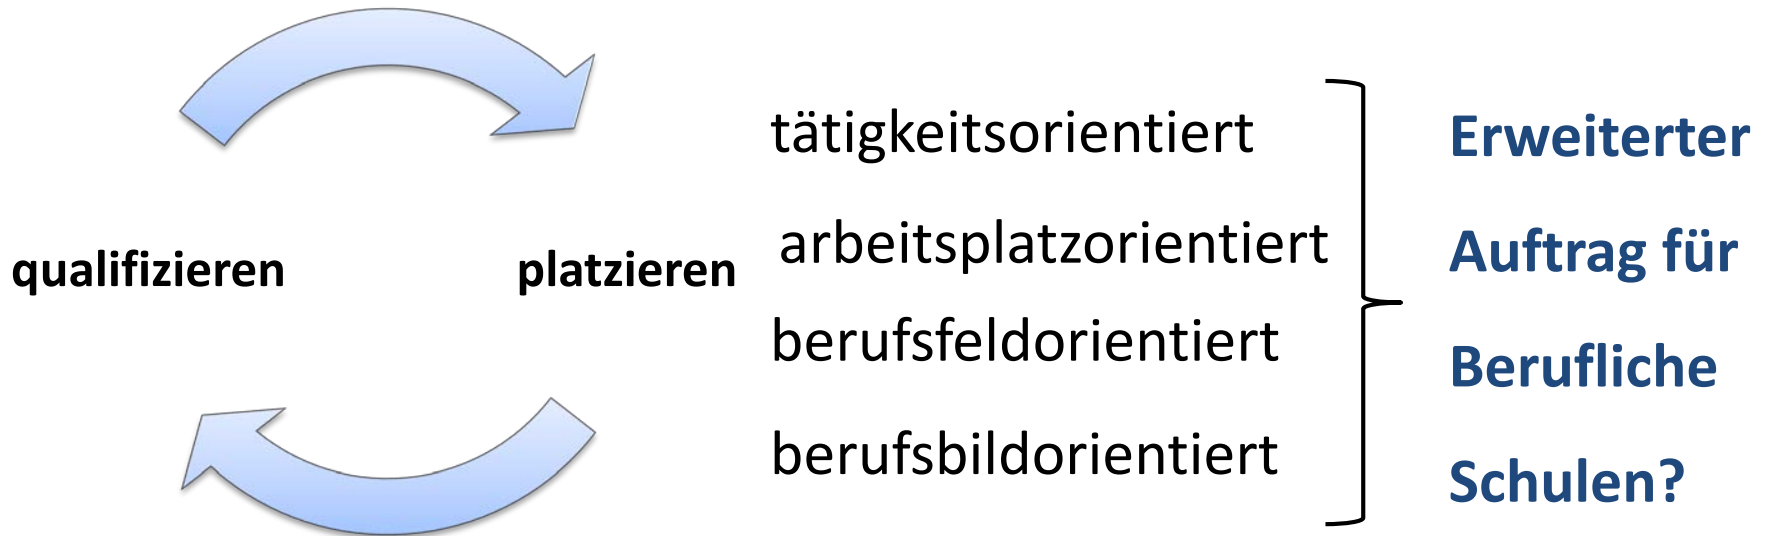 qualifizieren
platzieren
tätigkeitsorientiert
arbeitsplatzorientiert
berufsfeldorientiert
berufsbildorientiert
Erweiterter
Auftrag für
Berufliche
Schulen?